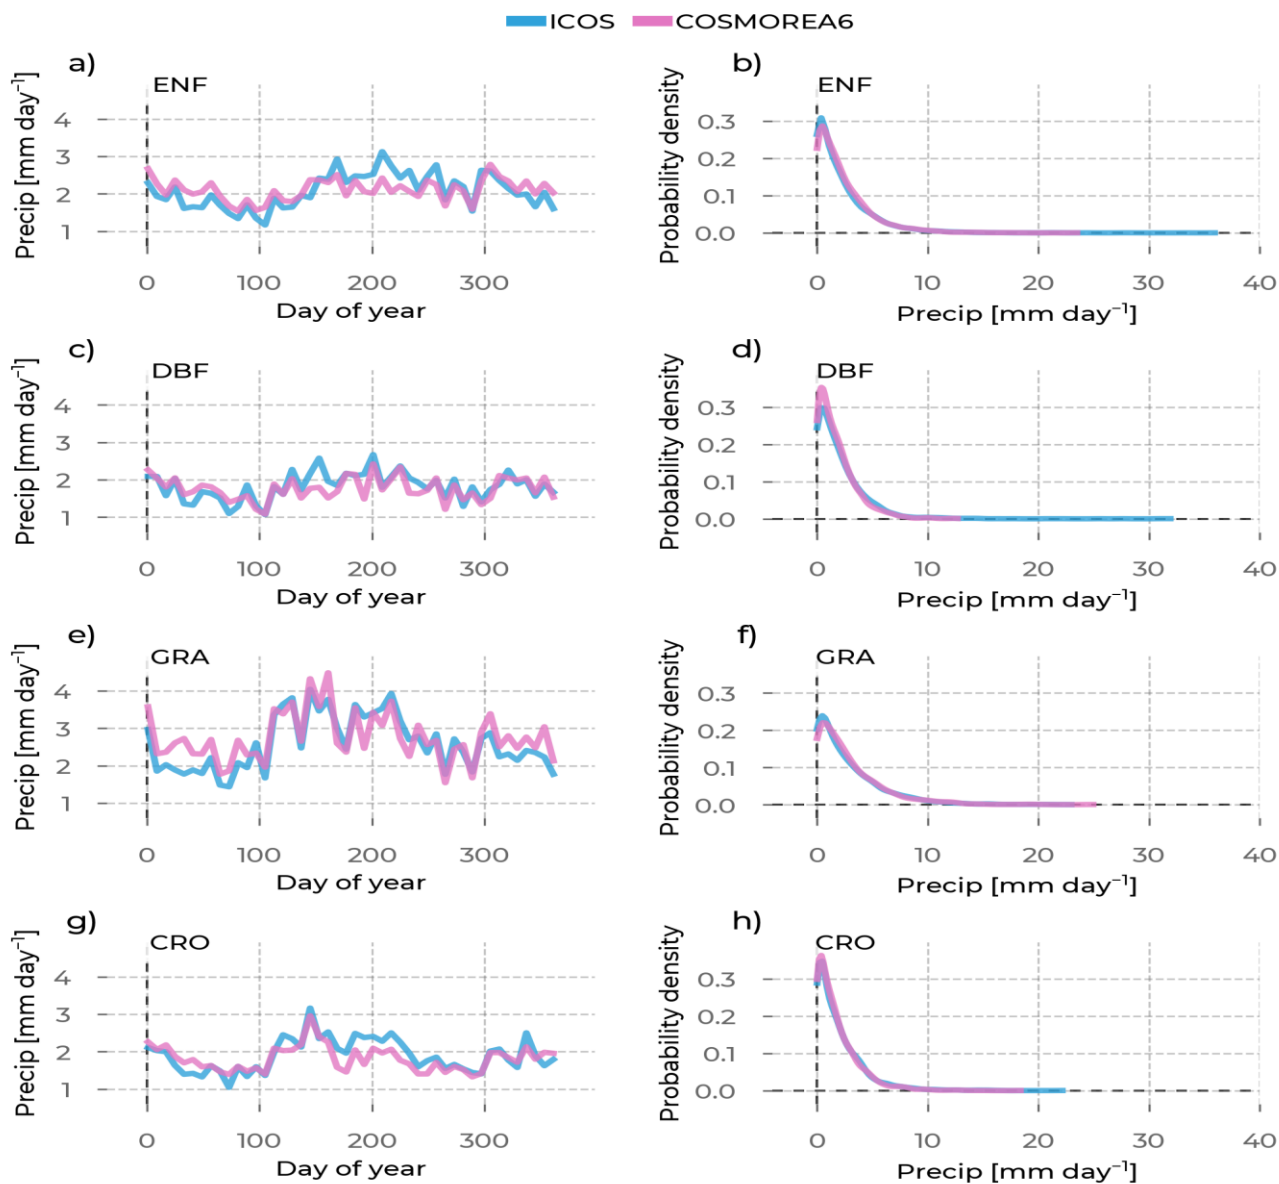 ICOS COSMOREA6
a) b)
ENF ENF
Precip [mm day⁻¹]
4
3
2
1
0 100 200 300
Day of year
Probability density
0.3
0.2
0.1
0.0
0 10 20 30 40
Precip [mm day⁻¹]
c) d)
DBF DBF
Precip [mm day⁻¹]
4
3
2
1
0 100 200 300
Day of year
Probability density
0.3
0.2
0.1
0.0
0 10 20 30 40
Precip [mm day⁻¹]
e) f)
GRA GRA
Precip [mm day⁻¹]
4
3
2
1
0 100 200 300
Day of year
Probability density
0.3
0.2
0.1
0.0
0 10 20 30 40
Precip [mm day⁻¹]
g) h)
CRO CRO
Precip [mm day⁻¹]
4
3
2
1
0 100 200 300
Day of year
Probability density
0.3
0.2
0.1
0.0
0 10 20 30 40
Precip [mm day⁻¹]